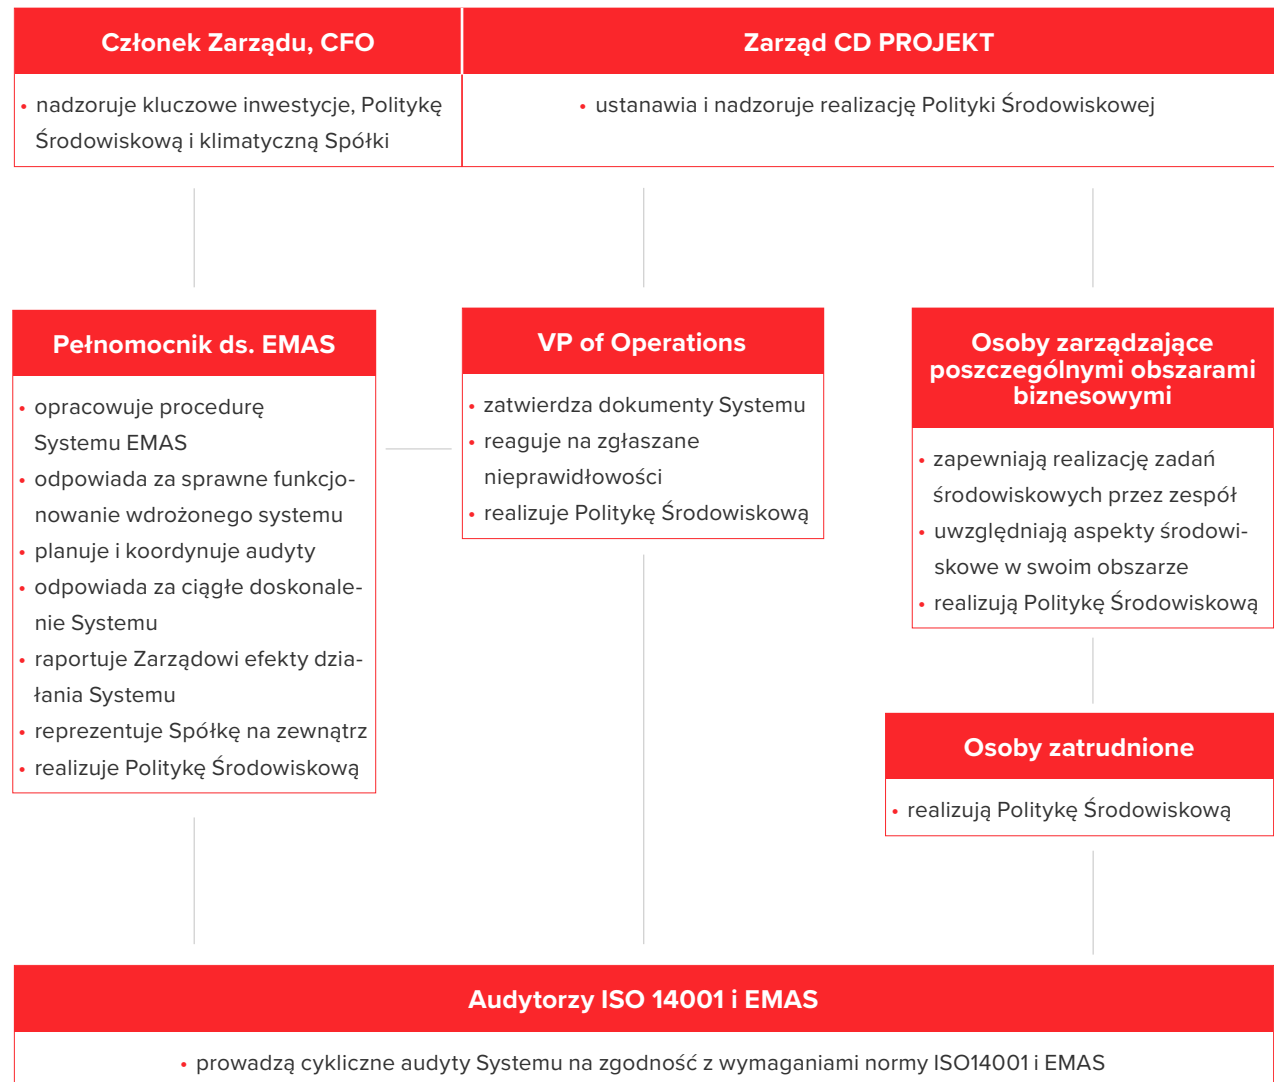 Członek Zarządu, CFO
• nadzoruje kluczowe inwestycje, Politykę
Środowiskową i klimatyczną Spółki
Zarząd CD PROJEKT
• ustanawia i nadzoruje realizację Polityki Środowiskowej
Pełnomocnik ds. EMAS
• opracowuje procedurę
Systemu EMAS
• odpowiada za sprawne funkcjo-
nowanie wdrożonego systemu
• planuje i koordynuje audyty
• odpowiada za ciągłe doskonale-
nie Systemu
• raportuje Zarządowi efekty dzia-
łania Systemu
• reprezentuje Spółkę na zewnątrz
• realizuje Politykę Środowiskową
VP of Operations
• zatwierdza dokumenty Systemu
• reaguje na zgłaszane
nieprawidłowości
• realizuje Politykę Środowiskową
Osoby zarządzające
poszczególnymi obszarami
biznesowymi
• zapewniają realizację zadań
środowiskowych przez zespół
• uwzględniają aspekty środowi-
skowe w swoim obszarze
• realizują Politykę Środowiskową
Osoby zatrudnione
• realizują Politykę Środowiskową
Audytorzy ISO 14001 i EMAS
• prowadzą cykliczne audyty Systemu na zgodność z wymaganiami normy ISO14001 i EMAS